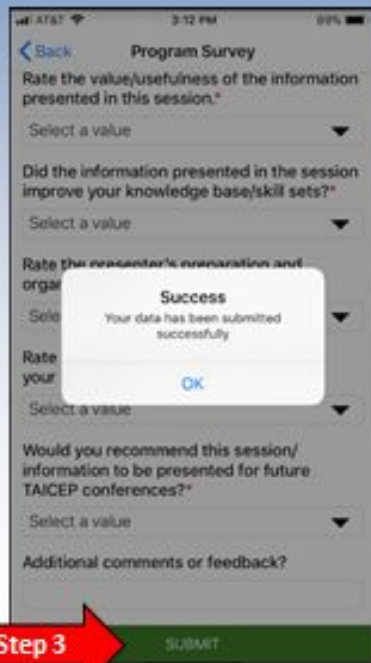 AT&T 3:12 PM
Back Program Survey
Rate the value/usefulness of the information
presented in this session.*
Select a value
Did the information presented in the session
improve your knowledge base/skill sets?*
Select a value
Rate the presenter's preparation and
orga
Sele
Success
Your data has been submitted
successfully
OK
Rate
your
Select a value
Would you recommend this session/
information to be presented for future
TAICEP conferences?*
Select a value
Additional comments or feedback?
Step 3 SUBMIT